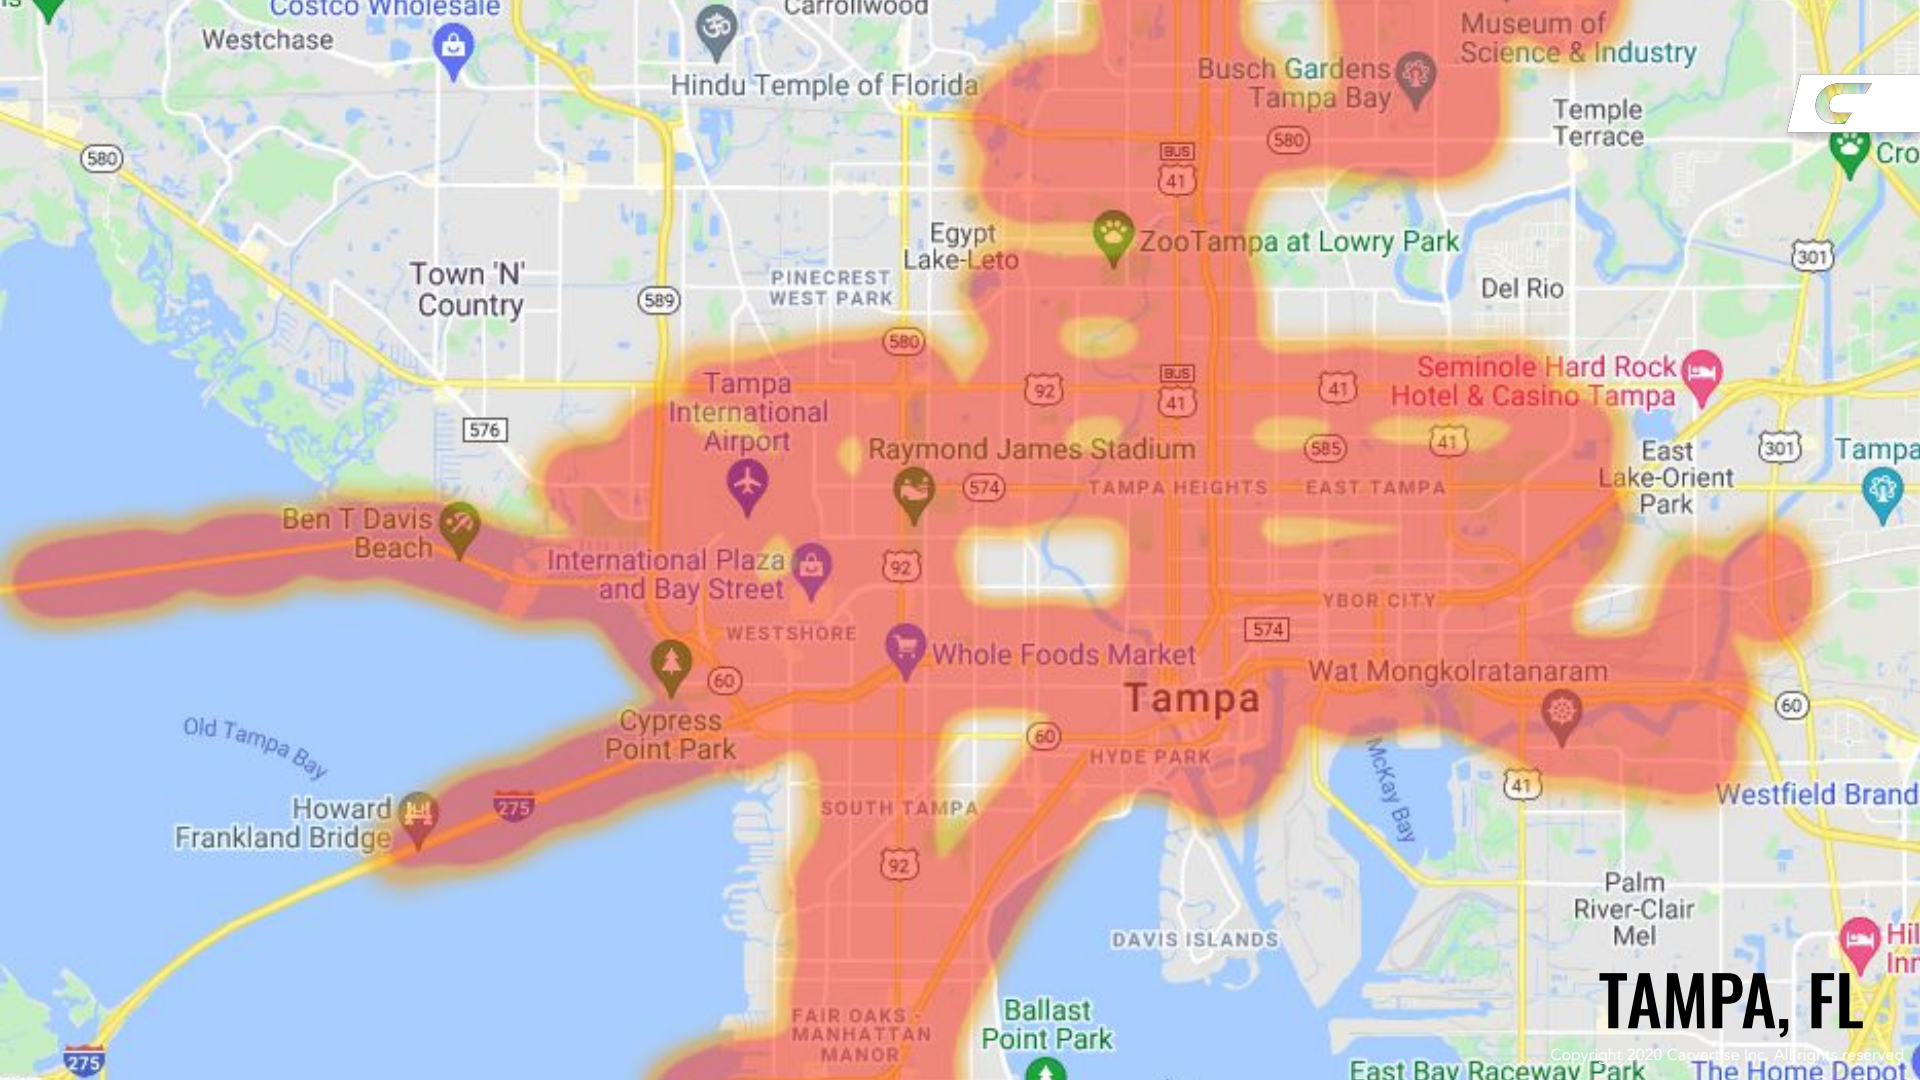 Costco Wholesale
Carrollwood
Westchase
Museum of
Science & Industry
Hindu Temple of Florida
Busch Gardens
Tampa Bay
Temple
Terrace
580
580
BUS
41
Cro
Egypt
Lake-Leto
ZooTampa at Lowry Park
301
Town 'N'
Country
PINECREST
WEST PARK
589
Del Rio
580
Tampa
International
Airport
92
BUS
41
41
Seminole Hard Rock
Hotel & Casino Tampa
576
Raymond James Stadium
585
41
301
Tampa
East
Lake-Orient
Park
574
TAMPA HEIGHTS
EAST TAMPA
Ben T Davis
Beach
International Plaza
and Bay Street
92
YBOR CITY
WESTSHORE
574
Whole Foods Market
Wat Mongkolratanaram
60
Tampa
60
Cypress
Point Park
Old Tampa Bay
60
HYDE PARK
McKay Bay
41
Westfield Brand
Howard
Frankland Bridge
275
SOUTH TAMPA
92
Palm
River-Clair
Mel
DAVIS ISLANDS
Hil
Inn
TAMPA, FL
Ballast
Point Park
FAIR OAKS -
MANHATTAN
MANOR
275
Copyright 2020 Carvertise Inc. All rights reserved
East Bay Raceway Park
The Home Depot